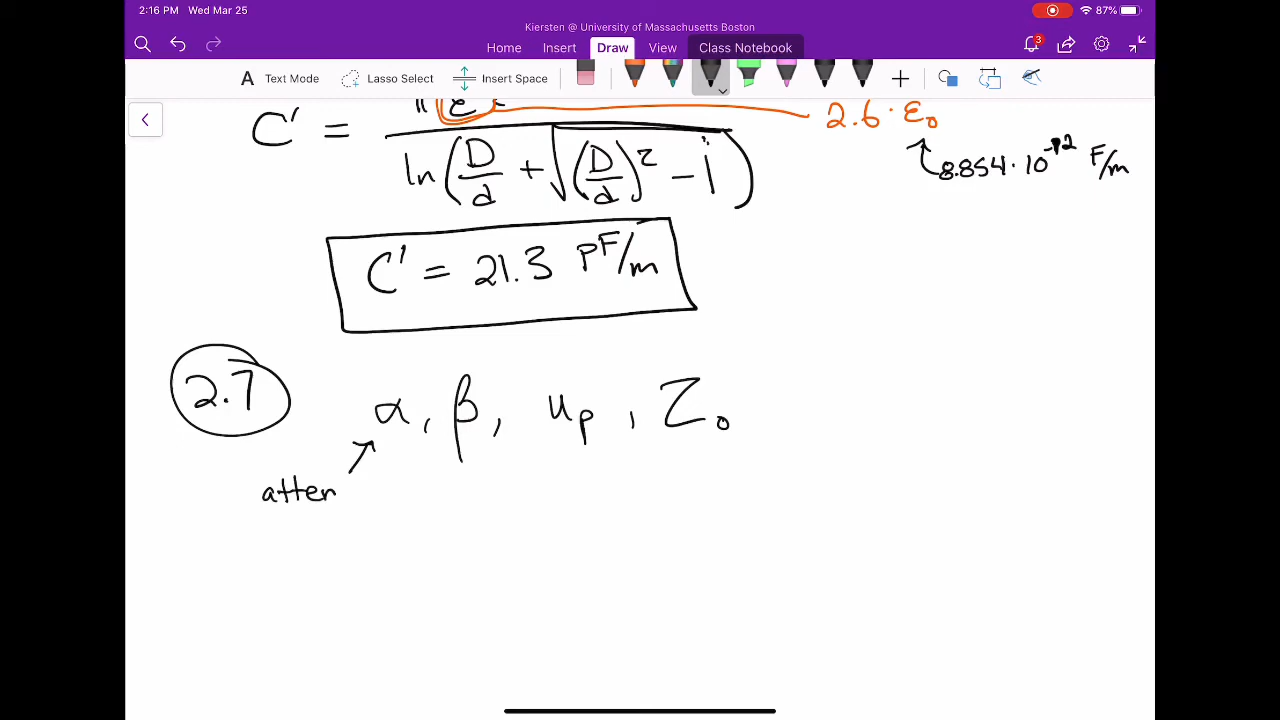 2:16 PM Wed Mar 25
87%
Kiersten @ University of Massachusetts Boston
Home Insert Draw View Class Notebook
3
A Text Mode Lasso Select Insert Space
C' = π ε / ln(D/d + √((D/d)² - 1))
2.6 · ε₀
8.854 · 10⁻¹² F/m
C' = 21.3 pF/m
2.7 α, β, uₚ, Z₀
atten